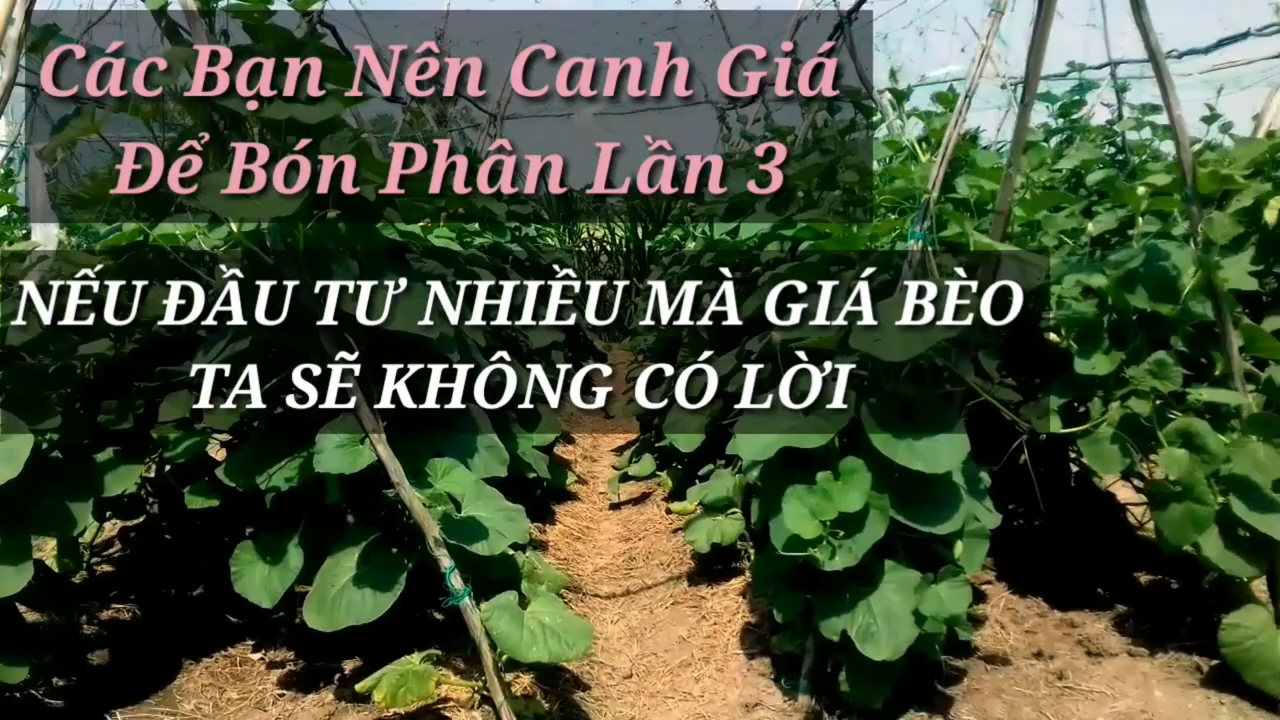 Các Bạn Nên Canh Giá
Để Bón Phân Lần 3
NẾU ĐẦU TƯ NHIỀU MÀ GIÁ BÈO
TA SẼ KHÔNG CÓ LỜI